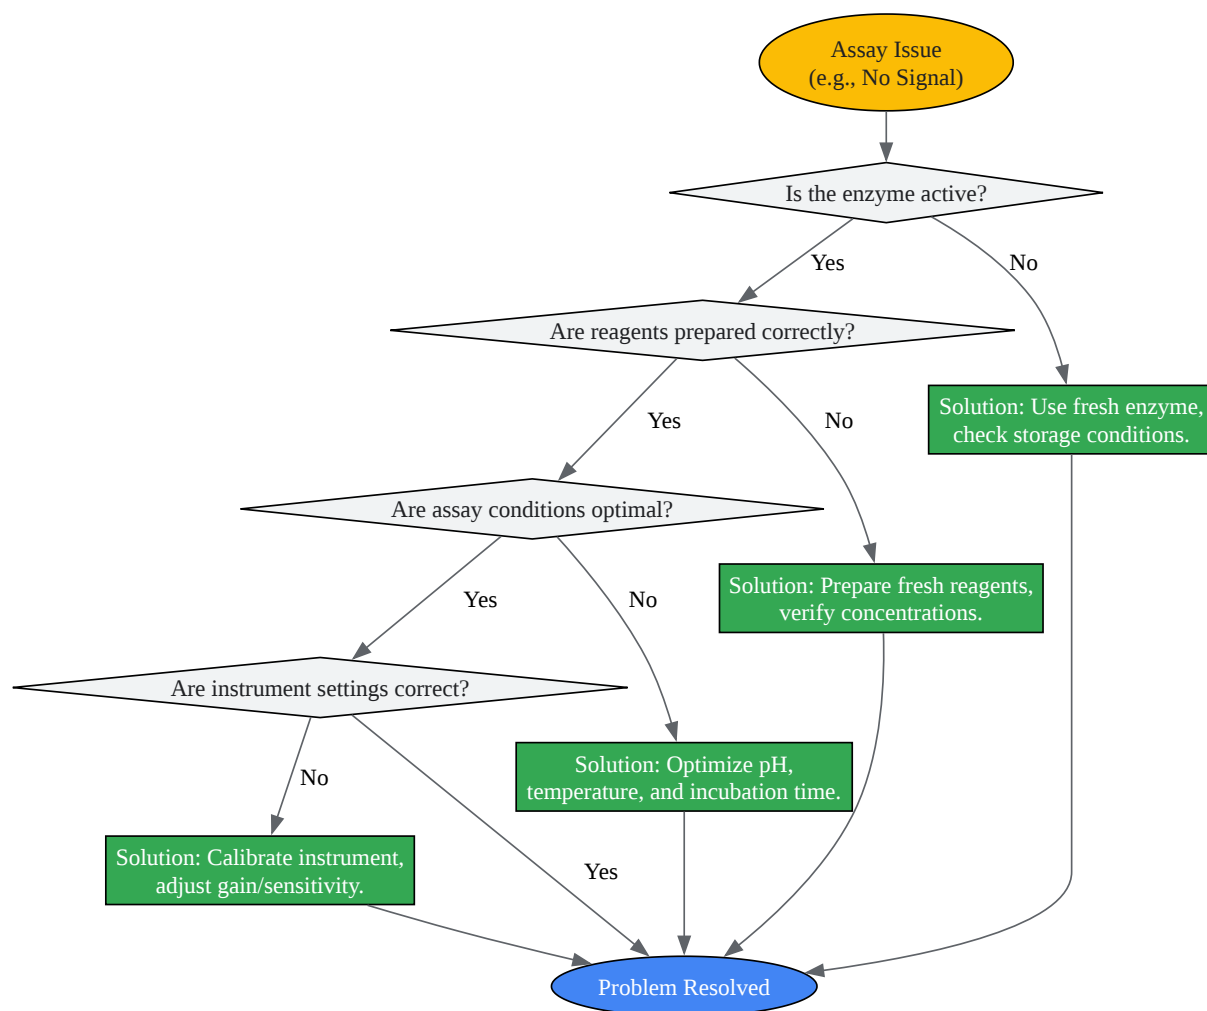 Assay Issue
(e.g., No Signal)
Is the enzyme active?
Yes
No
Are reagents prepared correctly?
Solution: Use fresh enzyme,
check storage conditions.
Yes
No
Are assay conditions optimal?
Solution: Prepare fresh reagents,
verify concentrations.
Yes
No
Are instrument settings correct?
Solution: Optimize pH,
temperature, and incubation time.
No
Solution: Calibrate instrument,
adjust gain/sensitivity.
Yes
Problem Resolved